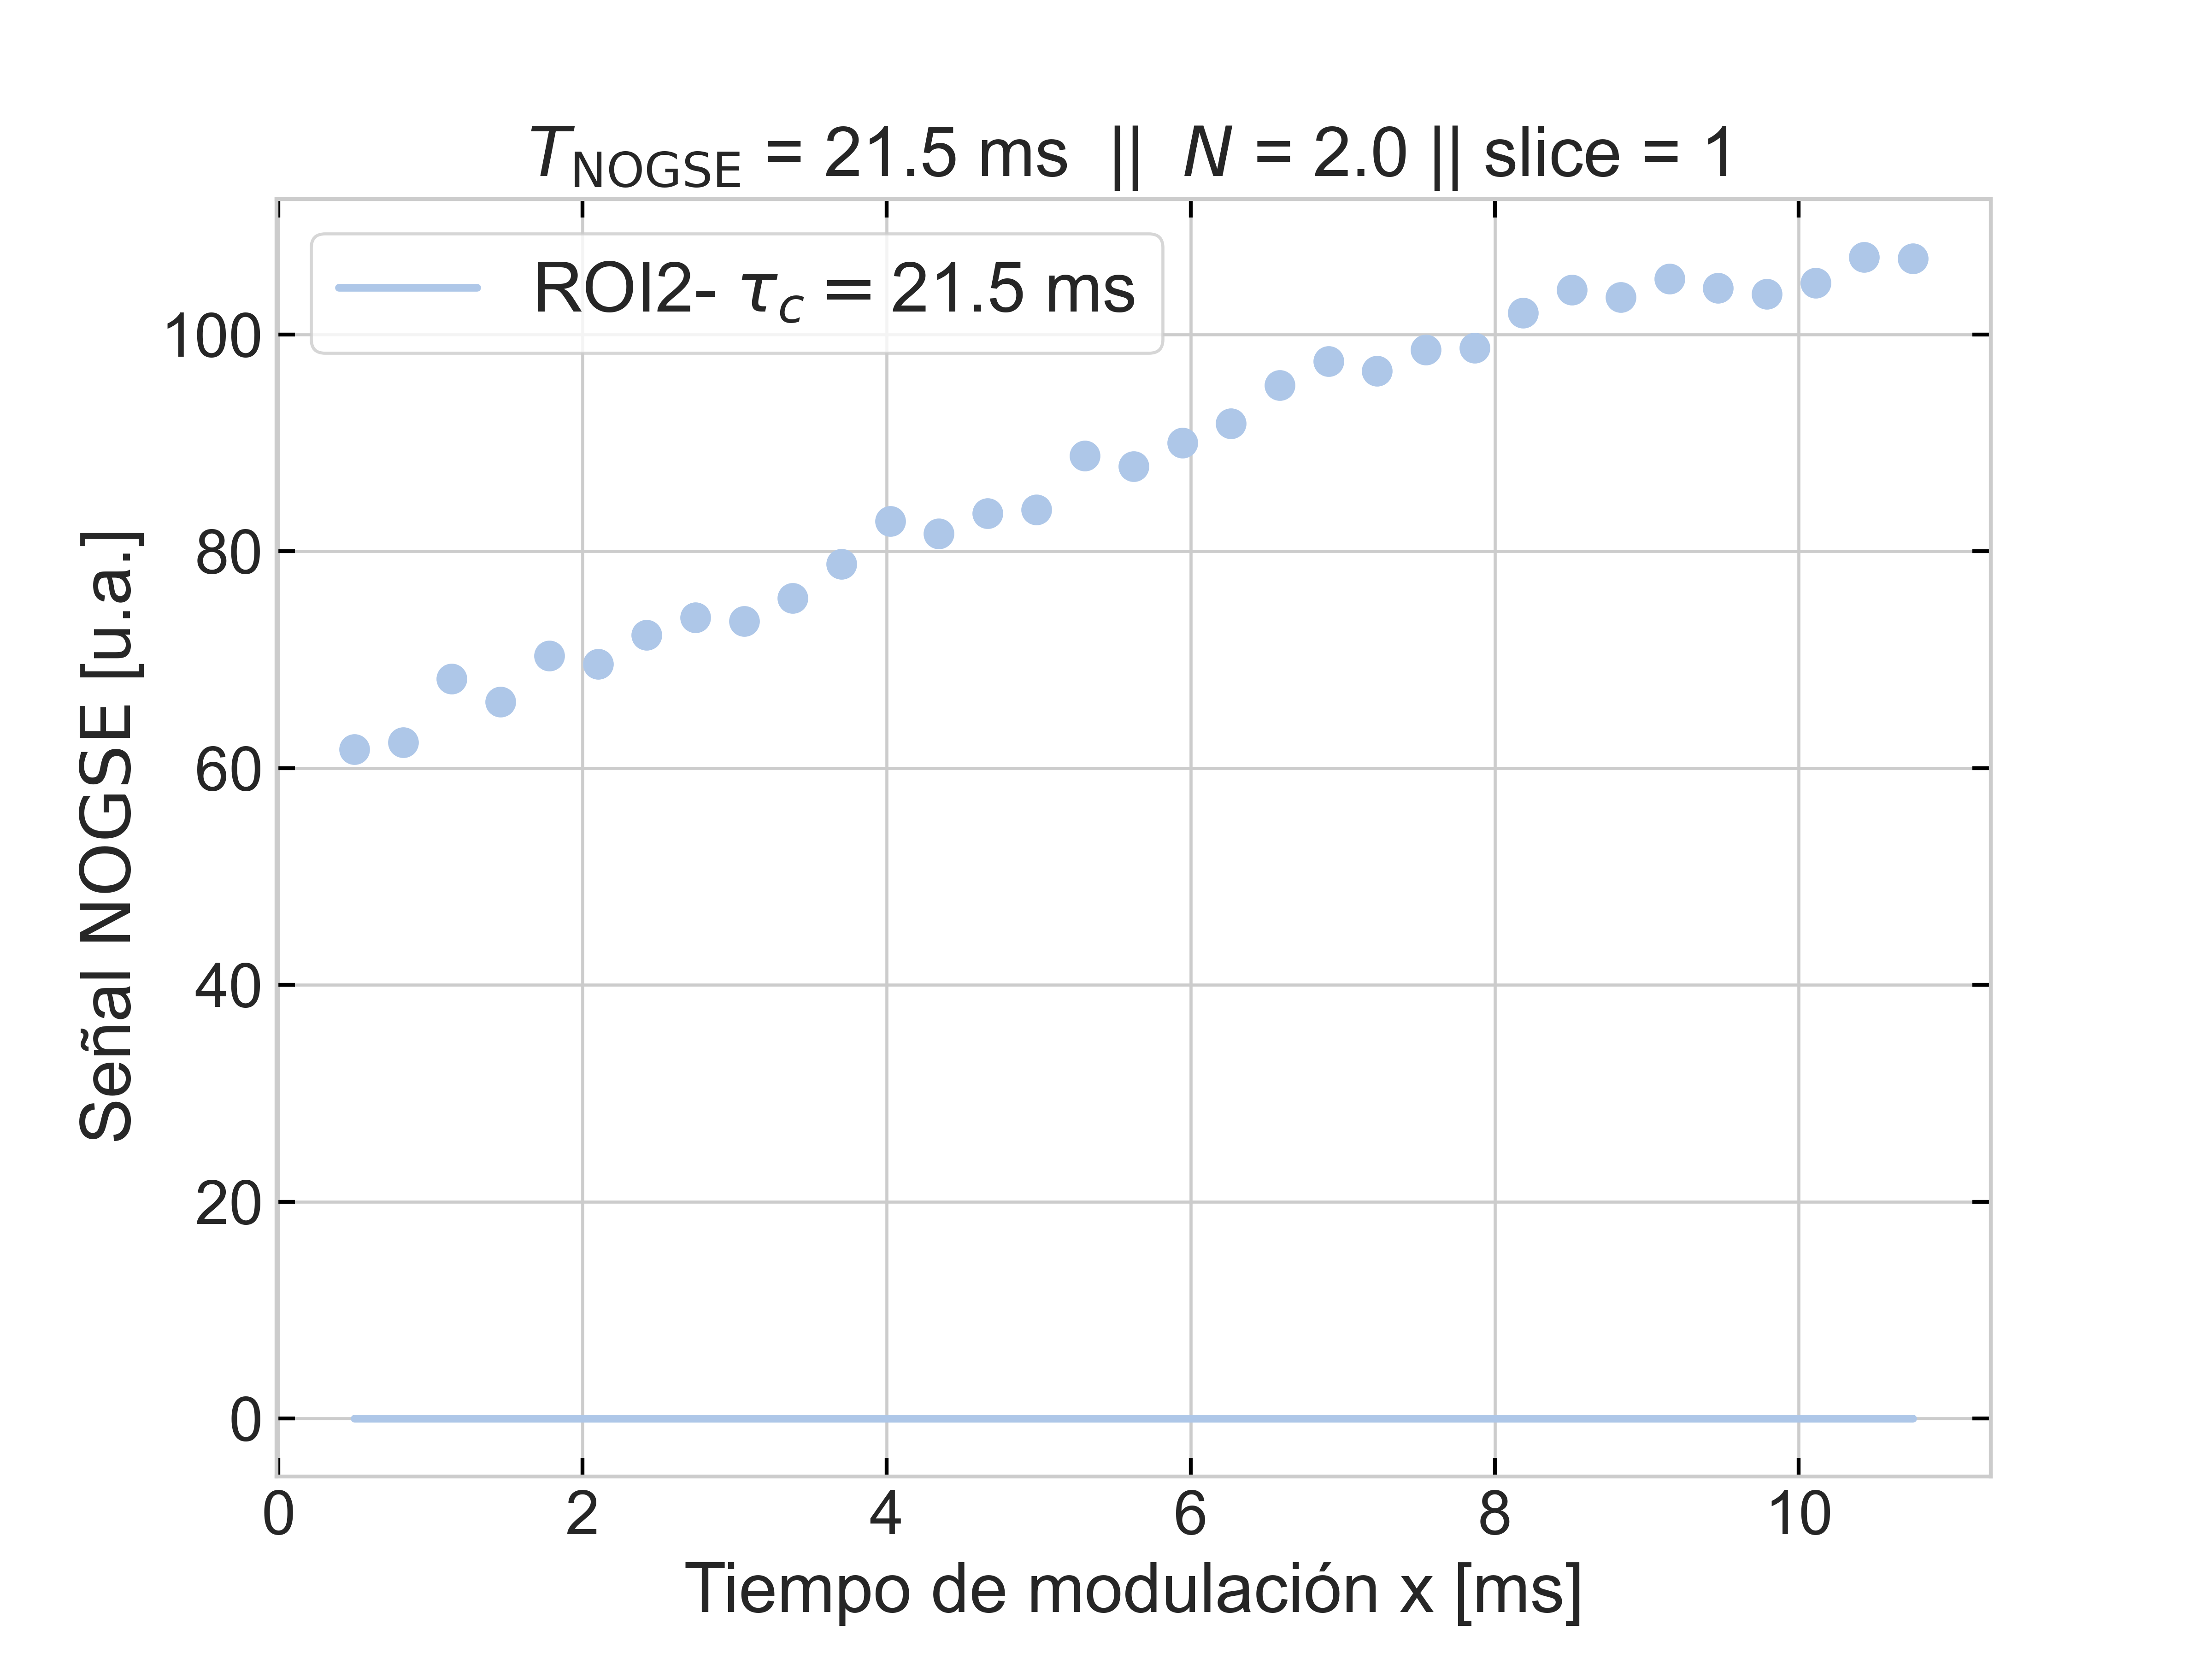 T_NOGSE = 21.5 ms || N = 2.0 || slice = 1
ROI2- τ_c = 21.5 ms
Señal NOGSE [u.a.]
100
80
60
40
20
0
0 2 4 6 8 10
Tiempo de modulación x [ms]